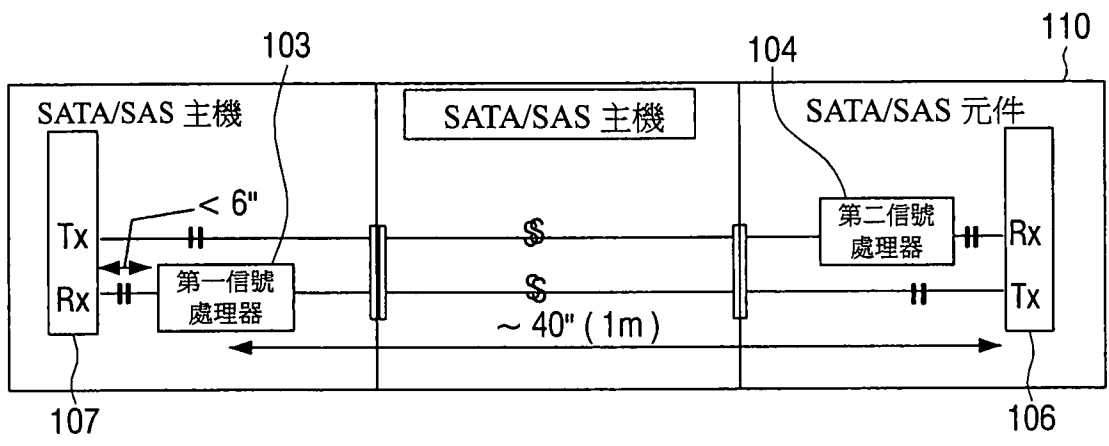 103
104
110
SATA/SAS 主機
SATA/SAS 主機
SATA/SAS 元件
< 6"
Tx
Rx
第一信號
處理器
第二信號
處理器
Rx
Tx
~ 40" ( 1m )
107
106